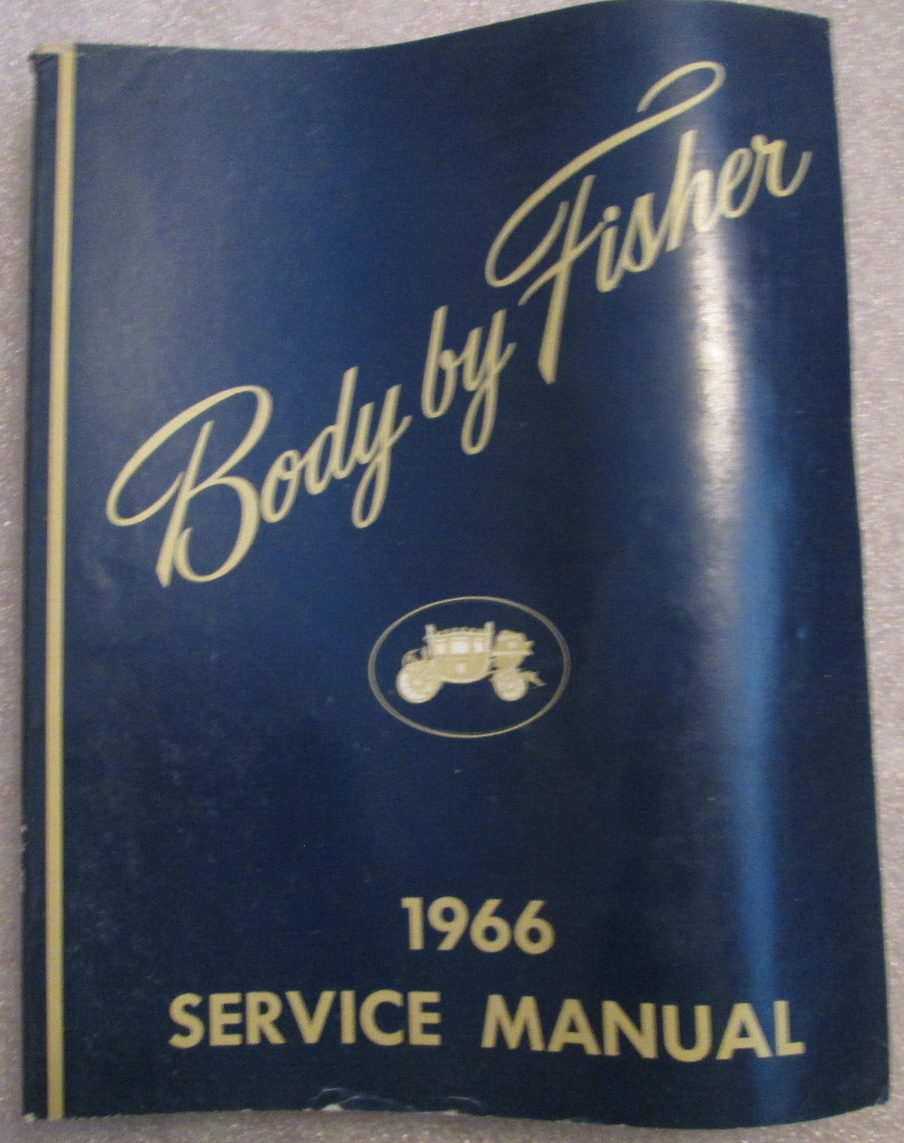 Body by Fisher
1966
SERVICE MANUAL